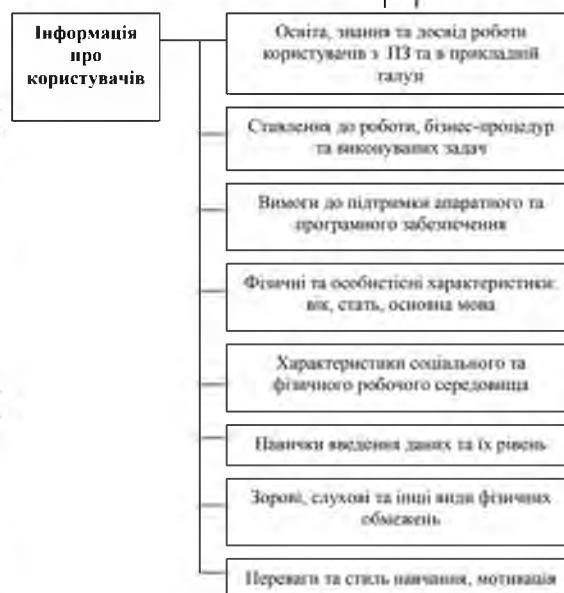 Інформація
про
користувачів
Освіта, знання та досвід роботи
користувачів з ПЗ та в прикладній
галузі
Ставлення до роботи, бізнес-процедур
та виконуваних задач
Вимоги до підтримки апаратного та
програмного забезпечення
Фізичні та особистісні характеристики
вік, стать, основна мова
Характеристики соціального та
фізичного робочого середовища
Навички введення даних та їх рівень
Зорові, слухові та інші види фізичних
обмежень
Переваги та стиль навчання, мотивація